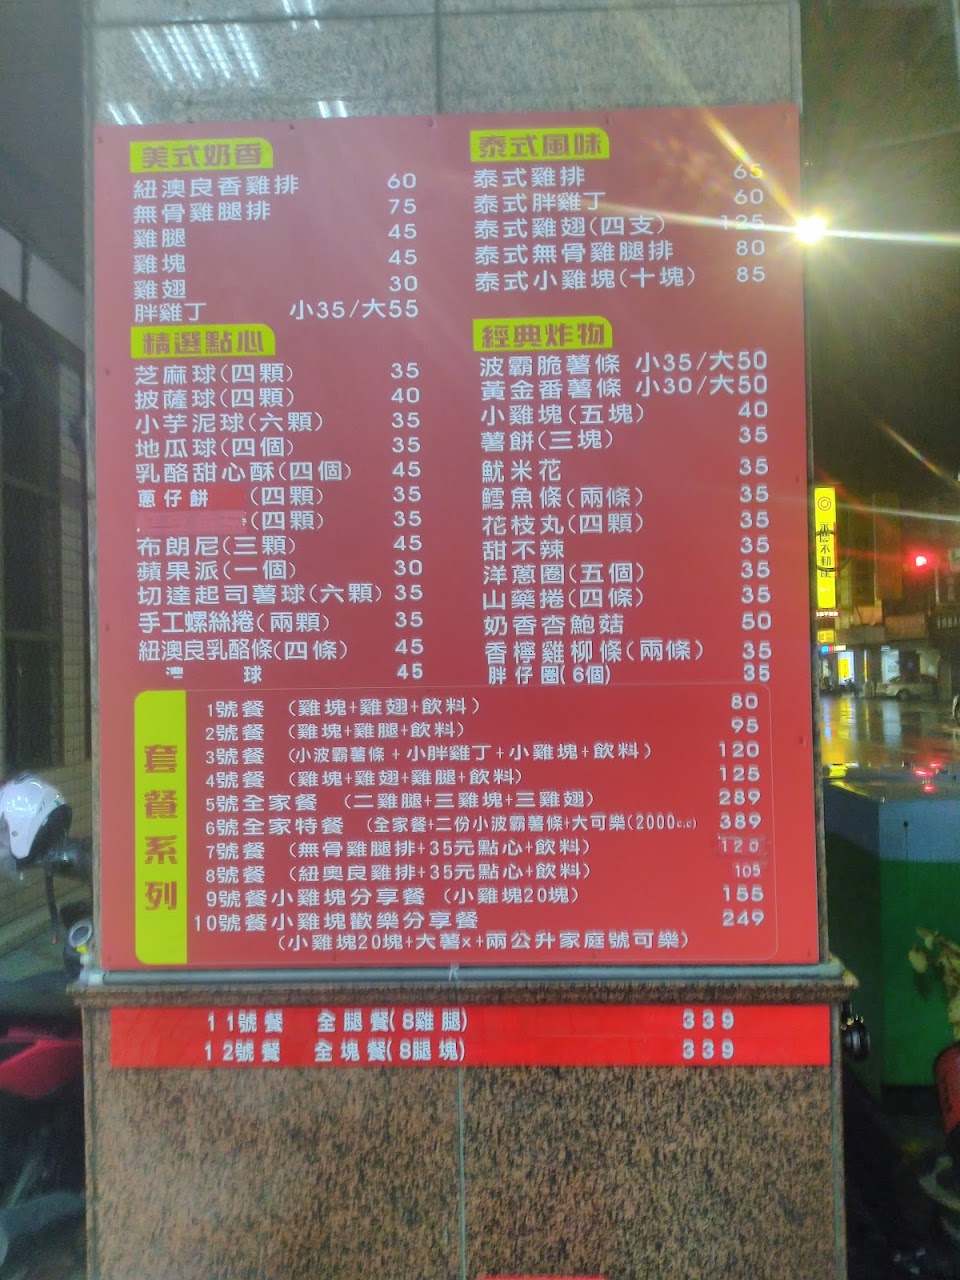 美式奶香
紐澳良香雞排 60
無骨雞腿排 75
雞腿 45
雞塊 45
雞翅 30
胖雞丁 小35/大55
精選點心
芝麻球(四顆) 35
披薩球(四顆) 40
小芋泥球(六顆) 35
地瓜球(四個) 35
乳酪甜心酥(四個) 45
蔥仔餅 (四顆) 35
(四顆) 35
布朗尼(三顆) 45
蘋果派(一個) 30
切達起司薯球(六顆) 35
手工螺絲捲(兩顆) 35
紐澳良乳酪條(四條) 45
球 45
泰式風味
泰式雞排 65
泰式胖雞丁 60
泰式雞翅(四支) 125
泰式無骨雞腿排 80
泰式小雞塊(十塊) 85
經典炸物
波霸脆薯條 小35/大50
黃金番薯條 小30/大50
小雞塊(五塊) 40
薯餅(三塊) 35
魷米花 35
鱈魚條(兩條) 35
花枝丸(四顆) 35
甜不辣 35
洋蔥圈(五個) 35
山藥捲(四條) 35
奶香杏鮑菇 50
香檸雞柳條(兩條) 35
胖仔圈(6個) 35
套餐系列
1號餐 (雞塊+雞翅+飲料) 80
2號餐 (雞塊+雞腿+飲料) 95
3號餐 (小波霸薯條+小胖雞丁+小雞塊+飲料) 120
4號餐 (雞塊+雞翅+雞腿+飲料) 125
5號全家餐 (二雞腿+三雞塊+三雞翅) 289
6號全家特餐 (全家餐+二份小波霸薯條+大可樂(2000c.c) 389
7號餐 (無骨雞腿排+35元點心+飲料) 120
8號餐 (紐奧良雞排+35元點心+飲料) 105
9號餐小雞塊分享餐 (小雞塊20塊) 155
10號餐小雞塊歡樂分享餐 249
(小雞塊20塊+大薯x+兩公升家庭號可樂)
11號餐 全腿餐(8雞腿) 339
12號餐 全塊餐(8腿塊) 339